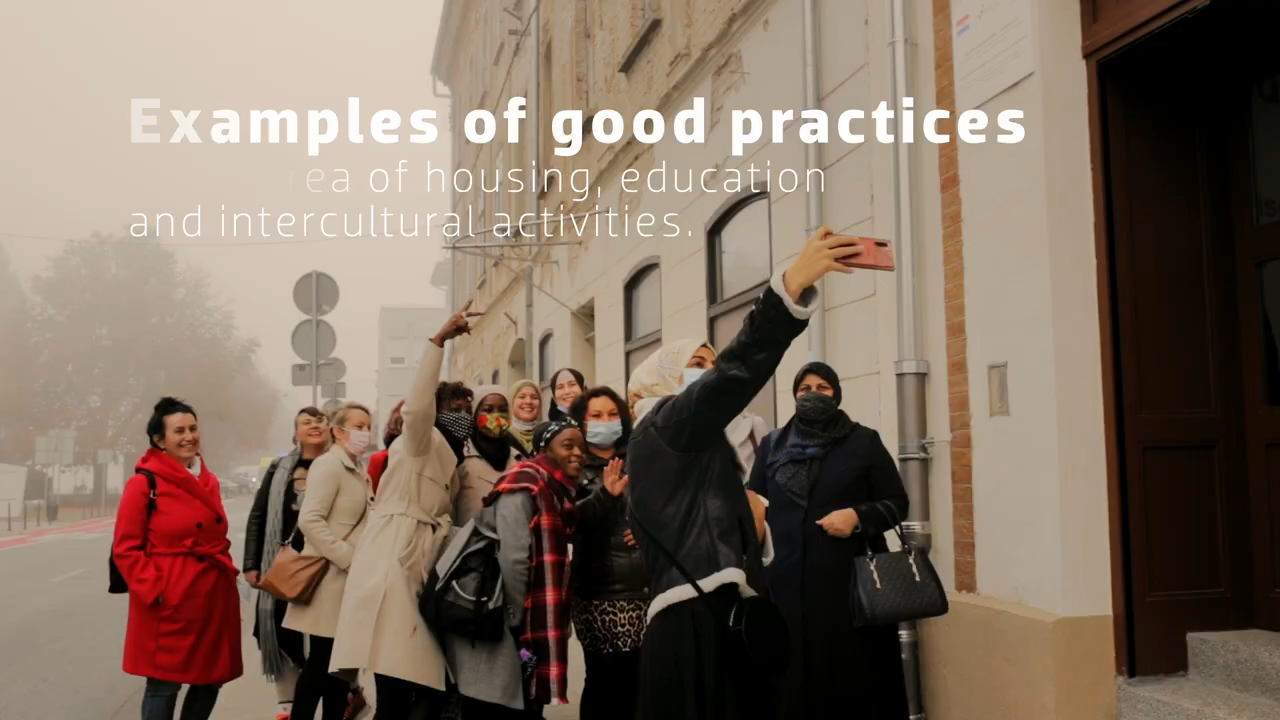 Examples of good practices
ea of housing, education
and intercultural activities.